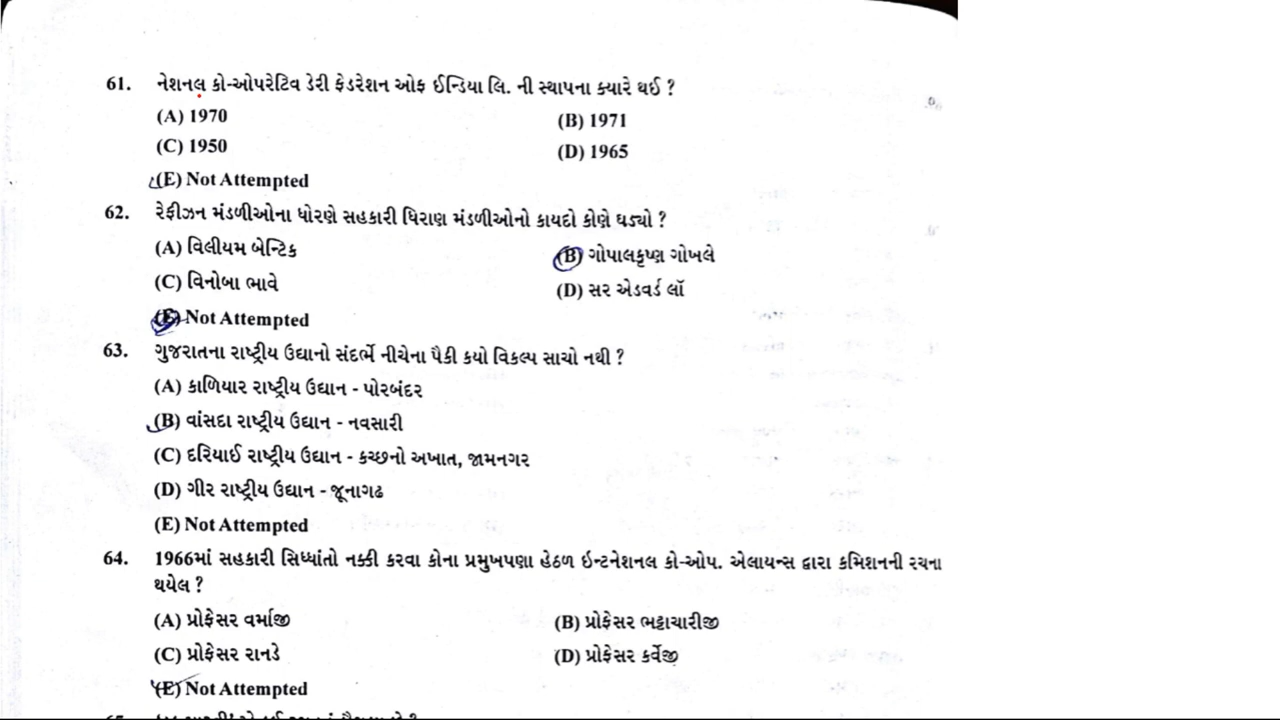 61. નેશનલ કો-ઓપરેટિવ ડેરી ફેડરેશન ઓફ ઈન્ડિયા લિ. ની સ્થાપના ક્યારે થઈ ?
(A) 1970 (B) 1971
(C) 1950 (D) 1965
(E) Not Attempted
62. રેફીઝન મંડળીઓના ધોરણે સહકારી ધિરાણ મંડળીઓનો કાયદો કોણે ઘડ્યો ?
(A) વિલીયમ બેન્ટિક (B) ગોપાલકૃષ્ણ ગોખલે
(C) વિનોબા ભાવે (D) સર એડવર્ડ લૉ
(E) Not Attempted
63. ગુજરાતના રાષ્ટ્રીય ઉદ્યાનો સંદર્ભે નીચેના પૈકી કયો વિકલ્પ સાચો નથી ?
(A) કાળિયાર રાષ્ટ્રીય ઉદ્યાન - પોરબંદર
(B) વાંસદા રાષ્ટ્રીય ઉદ્યાન - નવસારી
(C) દરિયાઈ રાષ્ટ્રીય ઉદ્યાન - કચ્છનો અખાત, જામનગર
(D) ગીર રાષ્ટ્રીય ઉદ્યાન - જૂનાગઢ
(E) Not Attempted
64. 1966માં સહકારી સિધ્ધાંતો નક્કી કરવા કોના પ્રમુખપણા હેઠળ ઇન્ટનેશનલ કો-ઓપ. એલાયન્સ દ્વારા કમિશનની રચના
થયેલ ?
(A) પ્રોફેસર વર્માજી (B) પ્રોફેસર ભટ્ટાચારીજી
(C) પ્રોફેસર રાનડે (D) પ્રોફેસર કર્વેજી
(E) Not Attempted